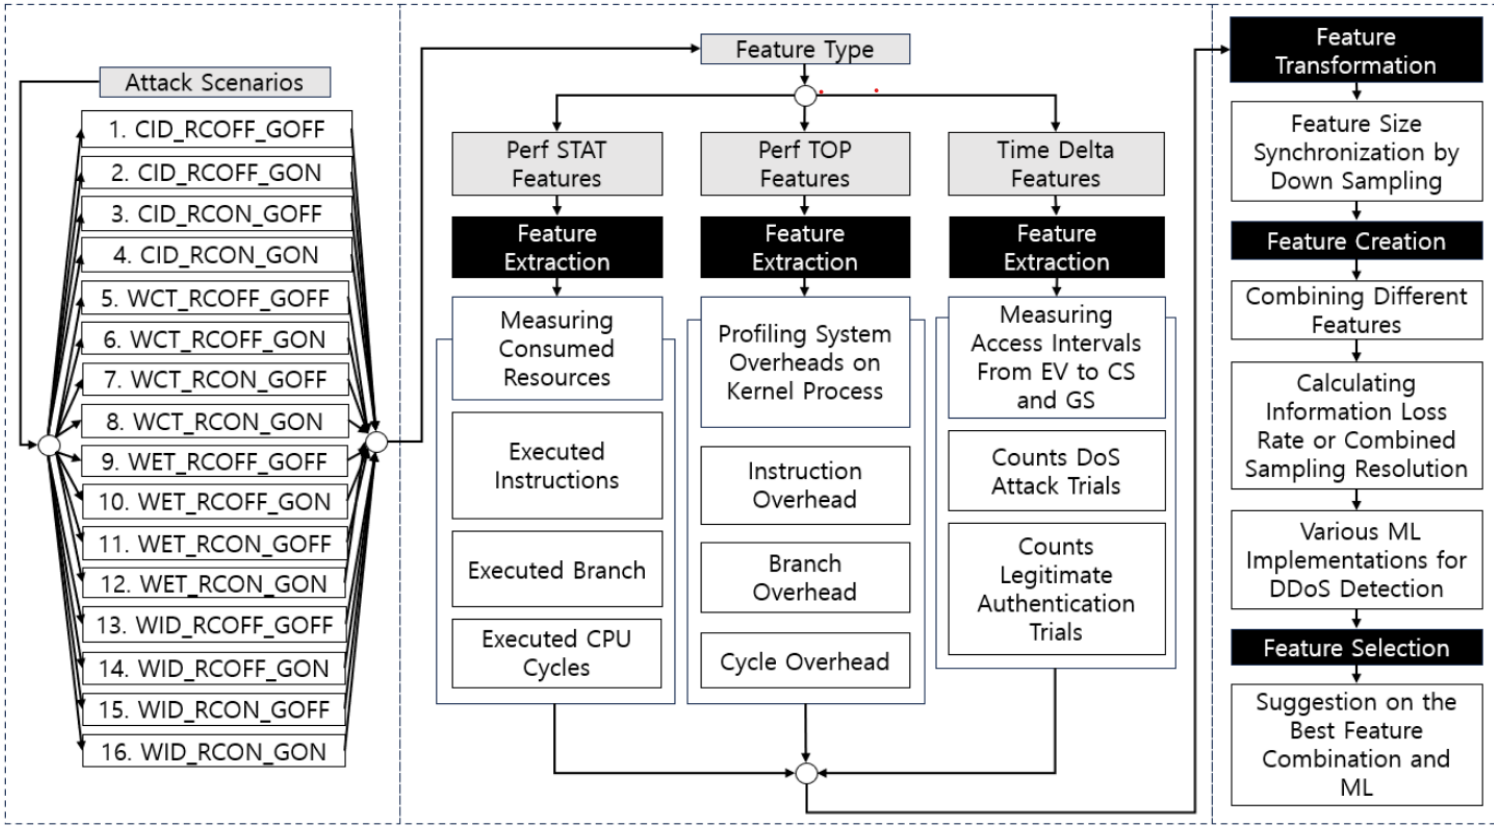 Attack Scenarios
1. CID_RCOFF_GOFF
2. CID_RCOFF_GON
3. CID_RCON_GOFF
4. CID_RCON_GON
5. WCT_RCOFF_GOFF
6. WCT_RCOFF_GON
7. WCT_RCON_GOFF
8. WCT_RCON_GON
9. WET_RCOFF_GOFF
10. WET_RCOFF_GON
11. WET_RCON_GOFF
12. WET_RCON_GON
13. WID_RCOFF_GOFF
14. WID_RCOFF_GON
15. WID_RCON_GOFF
16. WID_RCON_GON
Feature Type
Perf STAT
Features
Feature
Extraction
Measuring
Consumed
Resources
Executed
Instructions
Executed Branch
Executed CPU
Cycles
Perf TOP
Features
Feature
Extraction
Profiling System
Overheads on
Kernel Process
Instruction
Overhead
Branch
Overhead
Cycle Overhead
Time Delta
Features
Feature
Extraction
Measuring
Access Intervals
From EV to CS
and GS
Counts DoS
Attack Trials
Counts
Legitimate
Authentication
Trials
Feature
Transformation
Feature Size
Synchronization by
Down Sampling
Feature Creation
Combining Different
Features
Calculating
Information Loss
Rate or Combined
Sampling Resolution
Various ML
Implementations for
DDoS Detection
Feature Selection
Suggestion on the
Best Feature
Combination and
ML